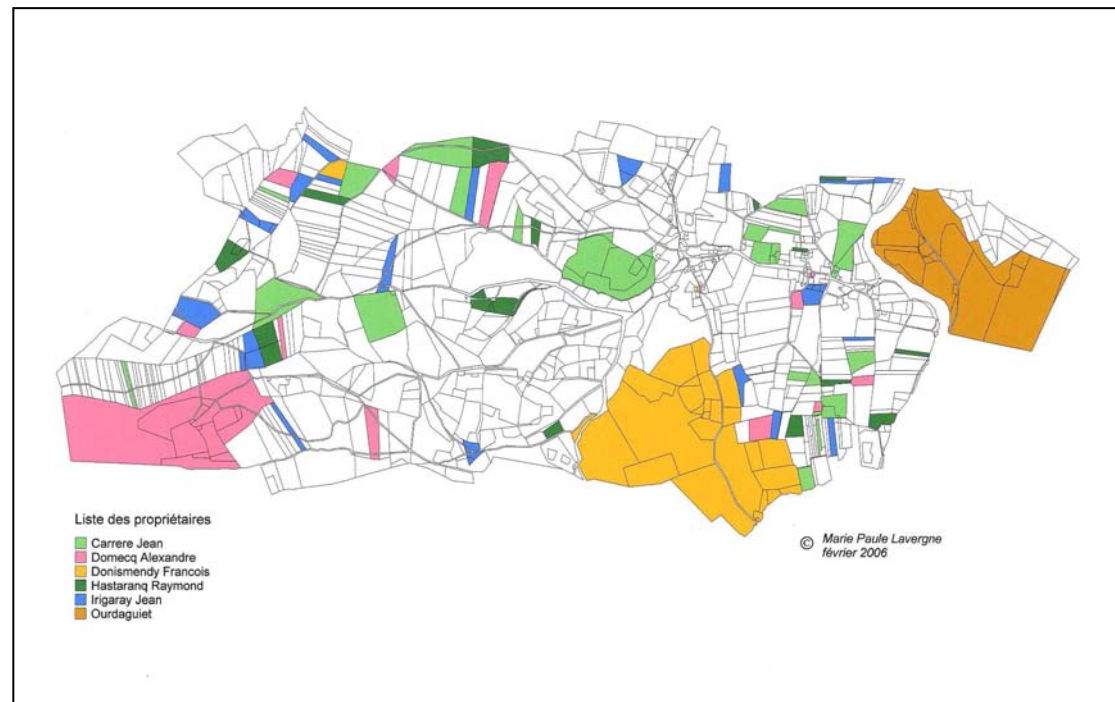 Liste des propriétaires
Carrere Jean
Domecq Alexandre
Donismendy Francois
Hastaranq Raymond
Irigaray Jean
Ourdaguiet
© Marie Paule Lavergne
février 2006